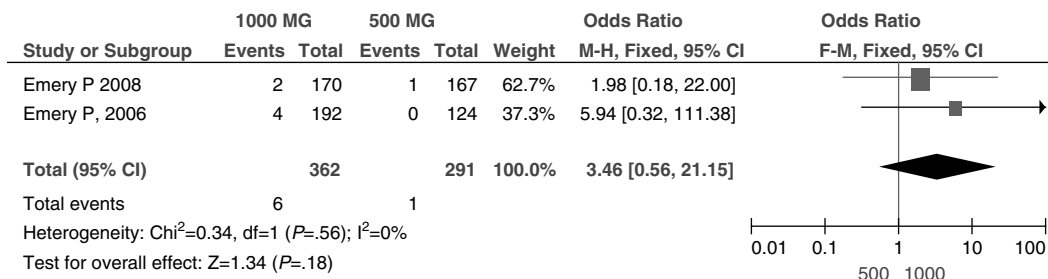 1000 MG 500 MG Odds Ratio Odds Ratio
Study or Subgroup Events Total Events Total Weight M-H, Fixed, 95% CI F-M, Fixed, 95% CI
Emery P 2008 2 170 1 167 62.7% 1.98 [0.18, 22.00]
Emery P, 2006 4 192 0 124 37.3% 5.94 [0.32, 111.38]
Total (95% CI) 362 291 100.0% 3.46 [0.56, 21.15]
Total events 6 1
Heterogeneity: Chi²=0.34, df=1 (P=.56); I²=0%
Test for overall effect: Z=1.34 (P=.18)
0.01 0.1 1 10 100
500 1000